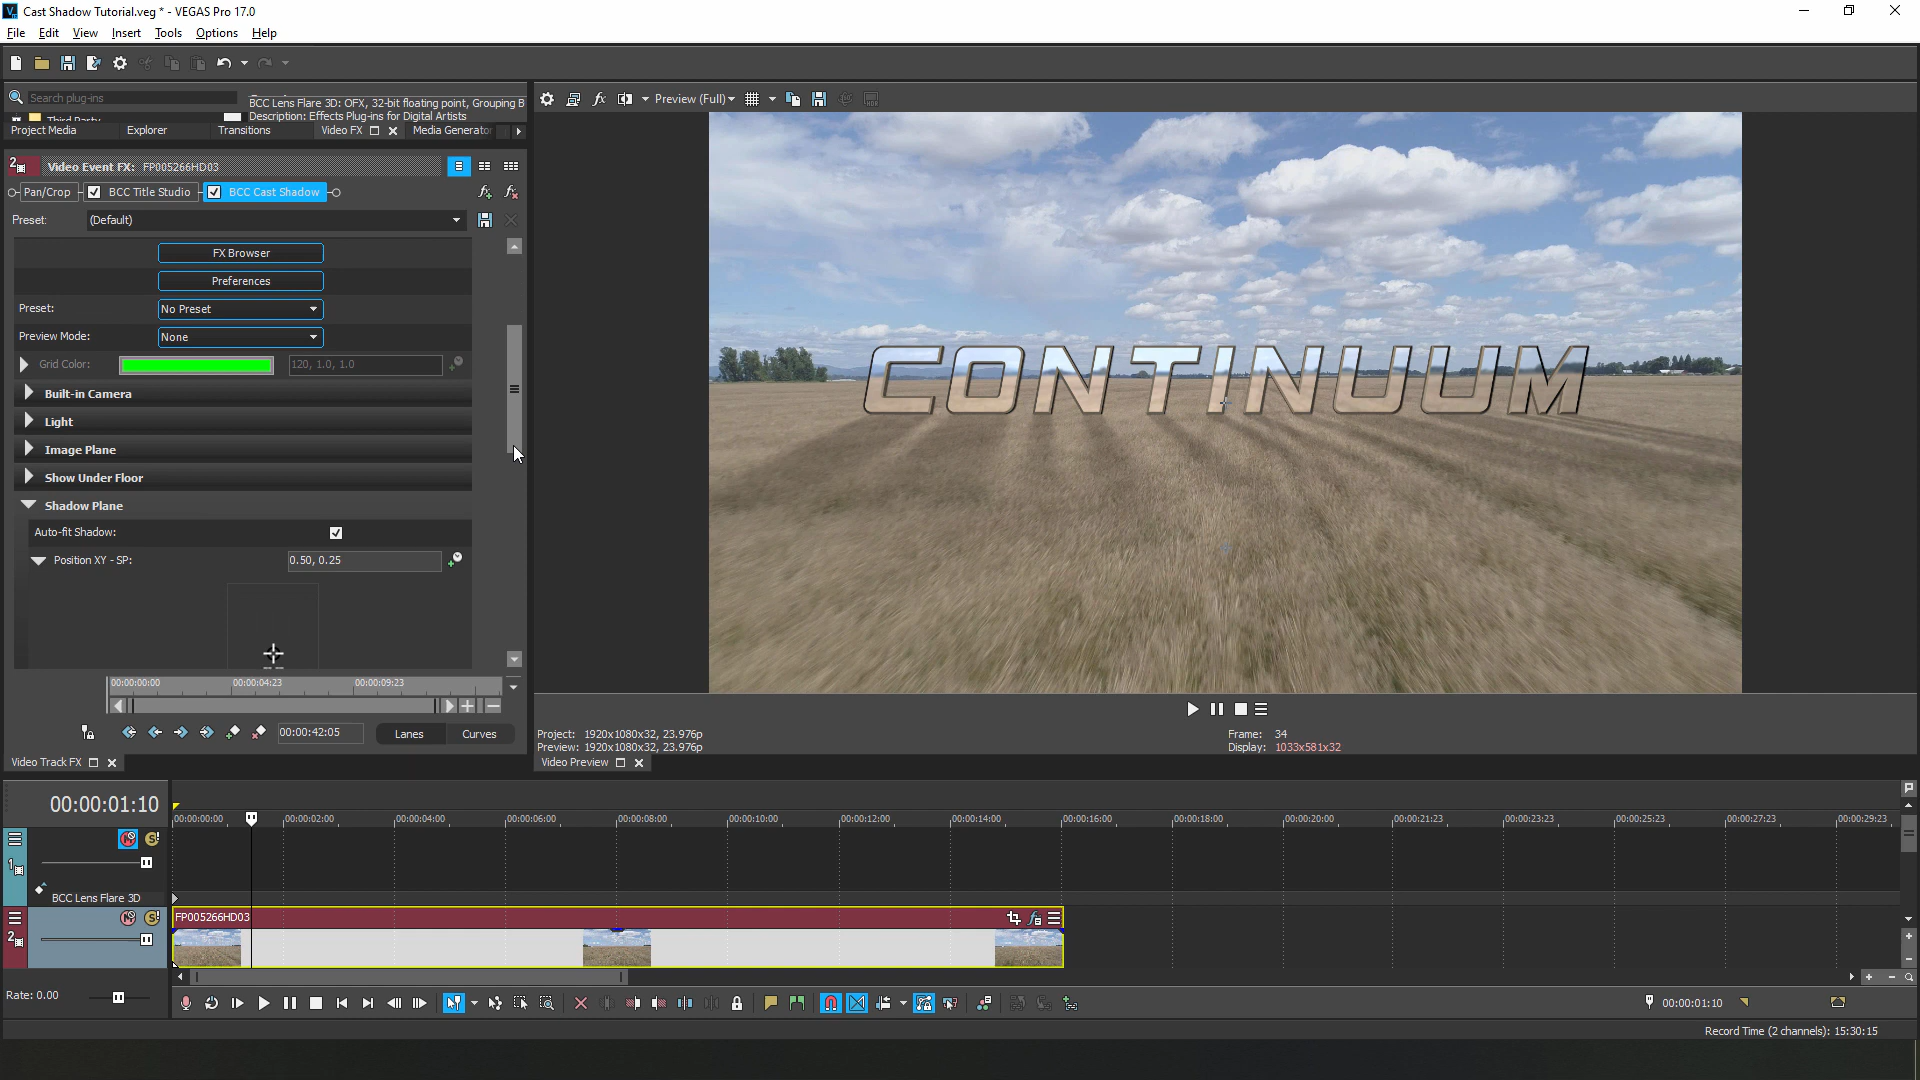 Cast Shadow Tutorial.veg * - VEGAS Pro 17.0
File Edit View Insert Tools Options Help
Search plug-ins
BCC Lens Flare 3D: OFX, 32-bit floating point, Grouping B
Description: Effects Plug-ins for Digital Artists
Third Party
Project Media Explorer Transitions Video FX Media Generator
Preview (Full)
Video Event FX: FP005266HD03
Pan/Crop BCC Title Studio BCC Cast Shadow
Preset: (Default)
FX Browser
Preferences
Preset: No Preset
Preview Mode: None
Grid Color: 120, 1.0, 1.0
Built-in Camera
Light
Image Plane
Show Under Floor
Shadow Plane
Auto-fit Shadow:
Position XY - SP: 0.50, 0.25
CONTINUUM
00:00:00:00 00:00:04:23 00:00:09:23
00:00:42:05 Lanes Curves
Project: 1920x1080x32, 23.976p
Preview: 1920x1080x32, 23.976p
Frame: 34
Display: 1033x581x32
Video Track FX
Video Preview
00:00:01:10
00:00:00:00 00:00:02:00 00:00:04:00 00:00:06:00 00:00:08:00 00:00:10:00 00:00:12:00 00:00:14:00 00:00:16:00 00:00:18:00 00:00:20:00 00:00:21:23 00:00:23:23 00:00:25:23 00:00:27:23 00:00:29:23
1
BCC Lens Flare 3D
2
FP005266HD03
Rate: 0.00
00:00:01:10
Record Time (2 channels): 15:30:15